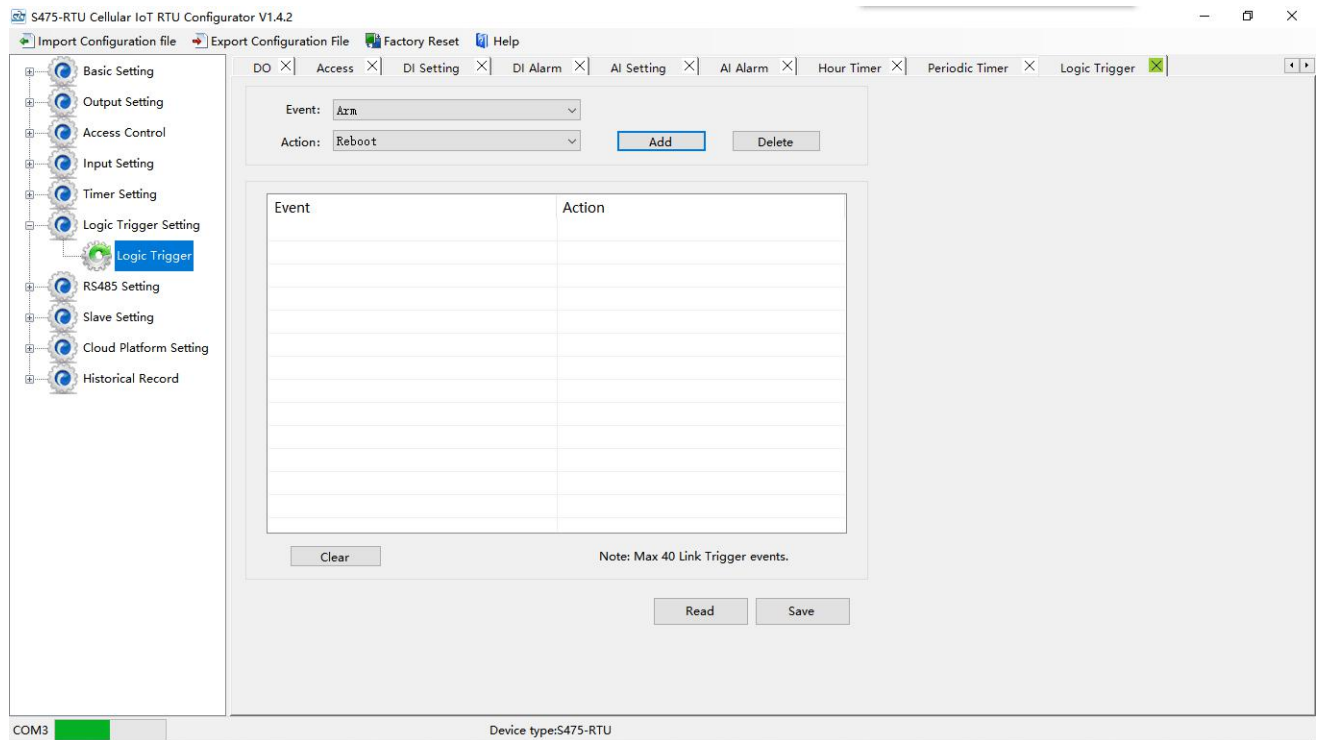 S475-RTU Cellular IoT RTU Configurator V1.4.2
Import Configuration file Export Configuration File Factory Reset Help
Basic Setting
Output Setting
Access Control
Input Setting
Timer Setting
Logic Trigger Setting
Logic Trigger
RS485 Setting
Slave Setting
Cloud Platform Setting
Historical Record
DO Access DI Setting DI Alarm AI Setting AI Alarm Hour Timer Periodic Timer Logic Trigger
Event: Arm
Action: Reboot Add Delete
Event Action
Clear Note: Max 40 Link Trigger events.
Read Save
COM3 Device type:S475-RTU